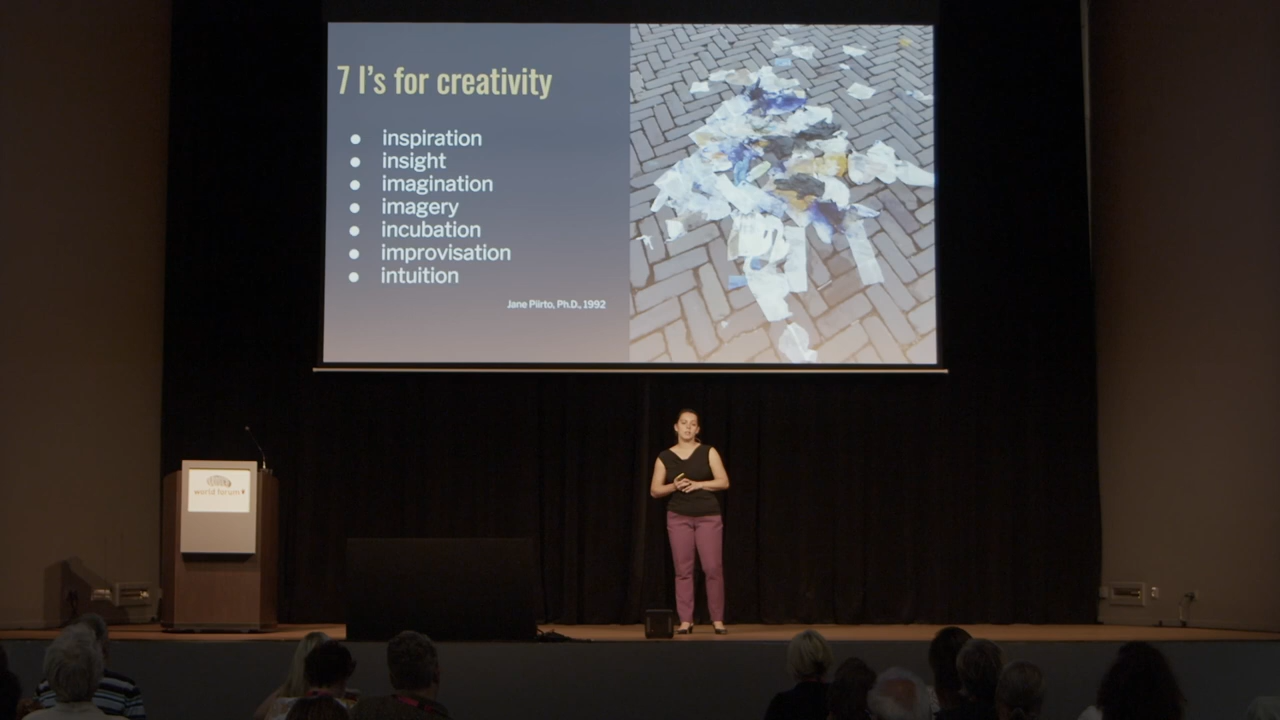 7 I's for creativity
● inspiration
● insight
● imagination
● imagery
● incubation
● improvisation
● intuition
Jane Piirto, Ph.D., 1992
world forum